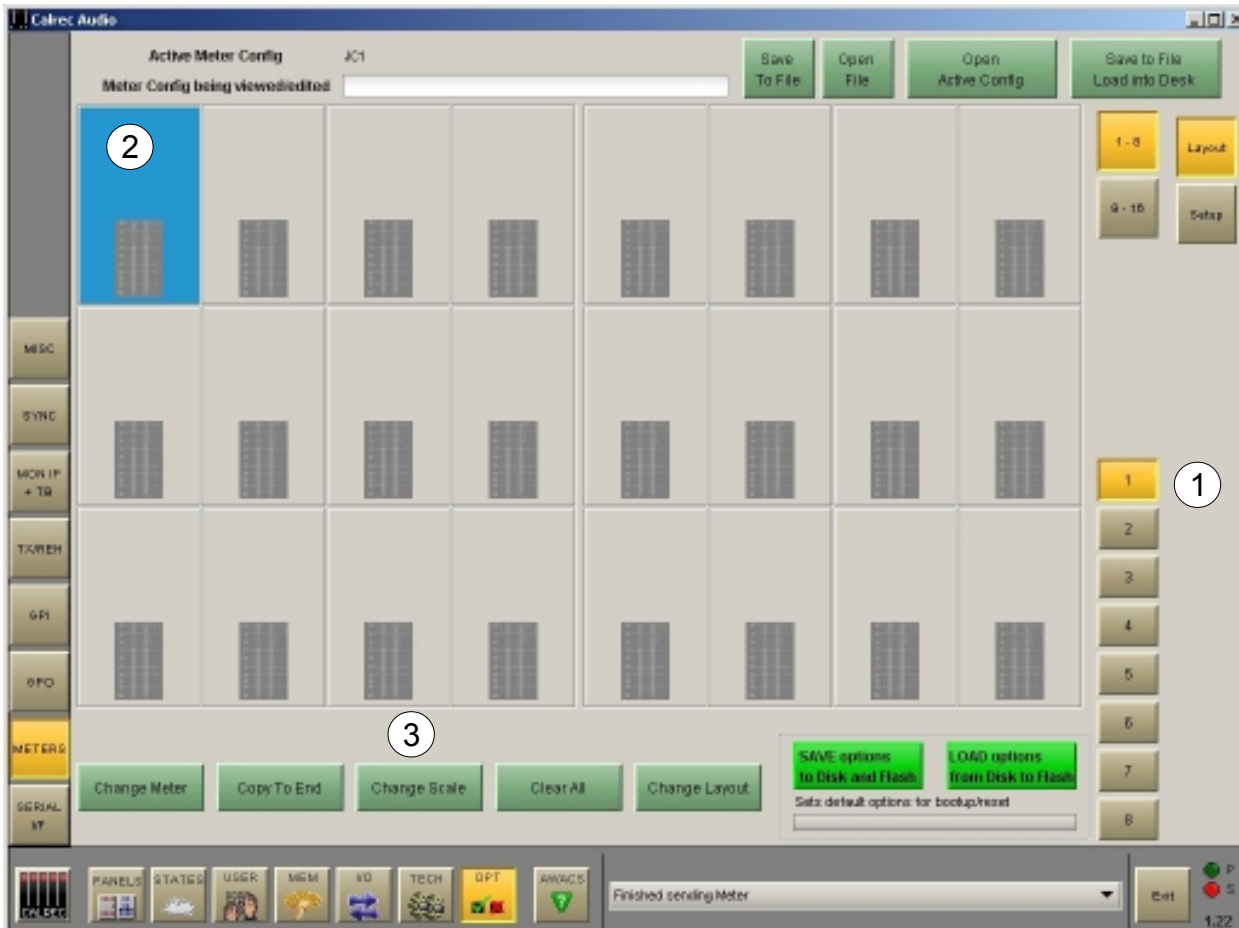 Calrec Audio
Active Meter Config JC1
Meter Config being viewed/edited
Save To File
Open File
Open Active Config
Save to File Load into Desk
2
1 - 8
Layout
9 - 16
Setup
MISC
SYNC
MON IP + TB
TX/REH
GPI
GPO
METERS
SERIAL I/F
1
1
2
3
4
5
6
7
8
3
Change Meter
Copy To End
Change Scale
Clear All
Change Layout
SAVE options to Disk and Flash
LOAD options from Disk to Flash
Sets default options for bootup/reset
CALREC
PANELS
STATES
USER
MEM
I/O
TECH
OPT
AWACS
Finished sending Meter
Exit
P
S
1.22